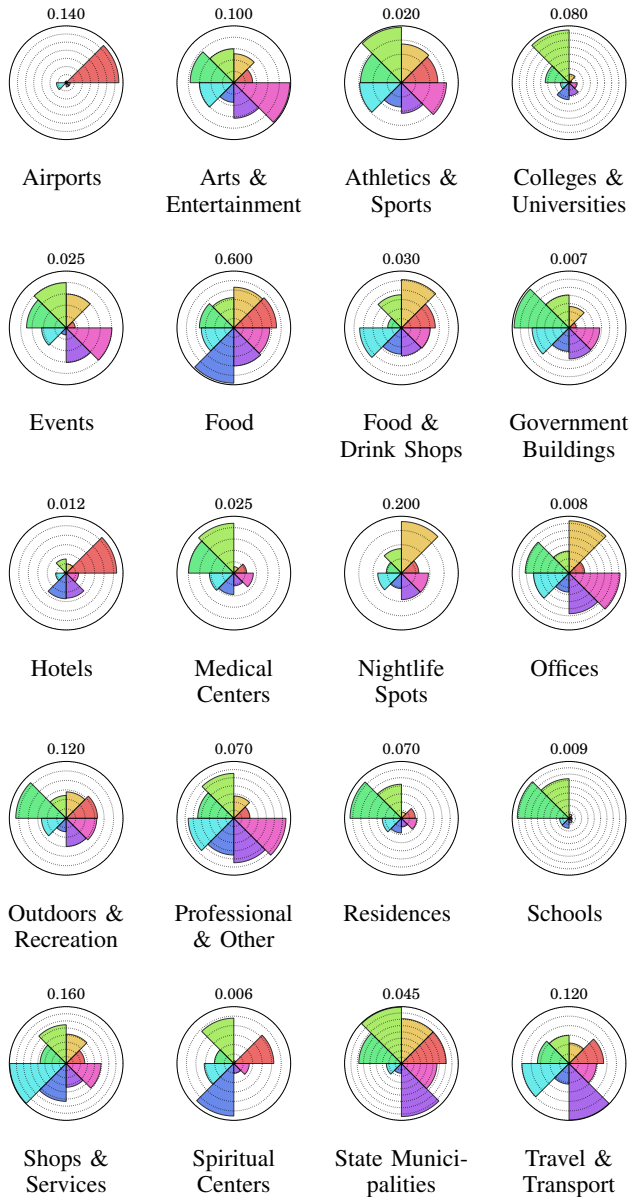 0.140
0.100
0.020
0.080
Airports
Arts &
Entertainment
Athletics &
Sports
Colleges &
Universities
0.025
0.600
0.030
0.007
Events
Food
Food &
Drink Shops
Government
Buildings
0.012
0.025
0.200
0.008
Hotels
Medical
Centers
Nightlife
Spots
Offices
0.120
0.070
0.070
0.009
Outdoors &
Recreation
Professional
& Other
Residences
Schools
0.160
0.006
0.045
0.120
Shops &
Services
Spiritual
Centers
State Munici-
palities
Travel &
Transport